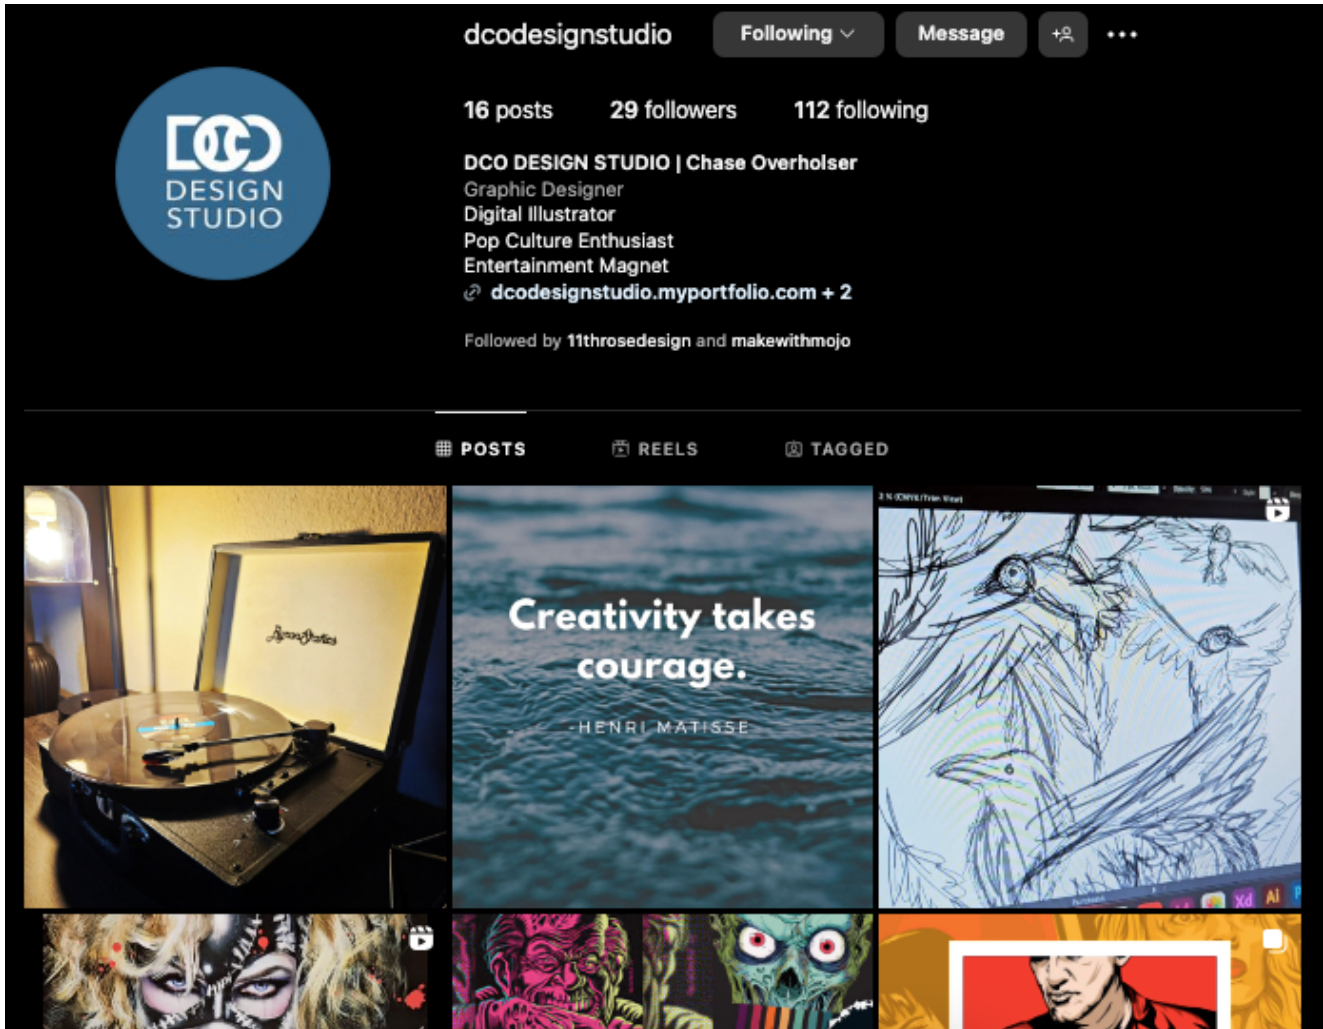 dcodesignstudio
Following
Message
16 posts
29 followers
112 following
DCO
DESIGN
STUDIO
DCO DESIGN STUDIO | Chase Overholser
Graphic Designer
Digital Illustrator
Pop Culture Enthusiast
Entertainment Magnet
dcodesignstudio.myportfolio.com + 2
Followed by 11throsedesign and makewithmojo
POSTS
REELS
TAGGED
Creativity takes
courage.
-HENRI MATISSE
Xd
Ai